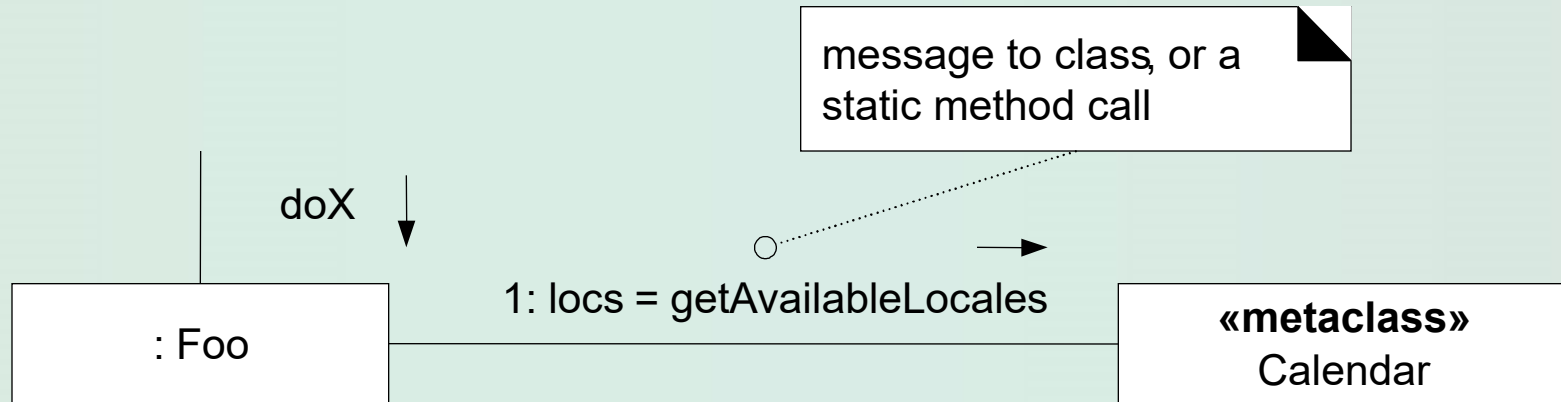 message to class, or a
static method call
doX
1: locs = getAvailableLocales
: Foo
«metaclass»
Calendar